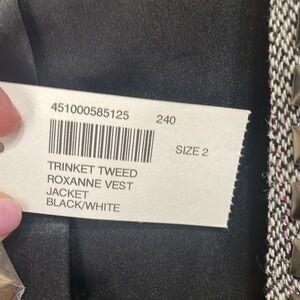 451000585125 240
SIZE 2
TRINKET TWEED
ROXANNE VEST
JACKET
BLACK/WHITE